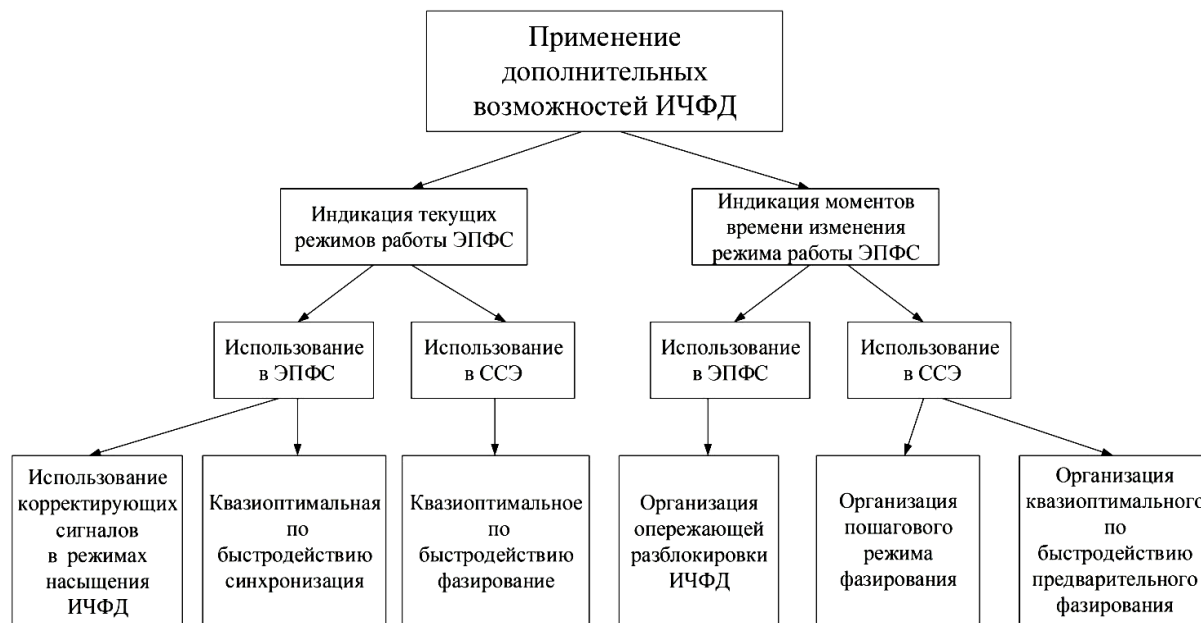 Применение
дополнительных
возможностей ИЧФД
Индикация текущих
режимов работы ЭПФС
Индикация моментов
времени изменения
режима работы ЭПФС
Использование
в ЭПФС
Использование
в ССЭ
Использование
в ЭПФС
Использование
в ССЭ
Использование
корректирующих
сигналов
в режимах
насыщения
ИЧФД
Квазиоптимальная
по
быстродействию
синхронизация
Квазиоптимальное
по
быстродействию
фазирование
Организация
опережающей
разблокировки
ИЧФД
Организация
пошагового
режима
фазирования
Организация
квазиоптимального
по
быстродействию
предварительного
фазирования